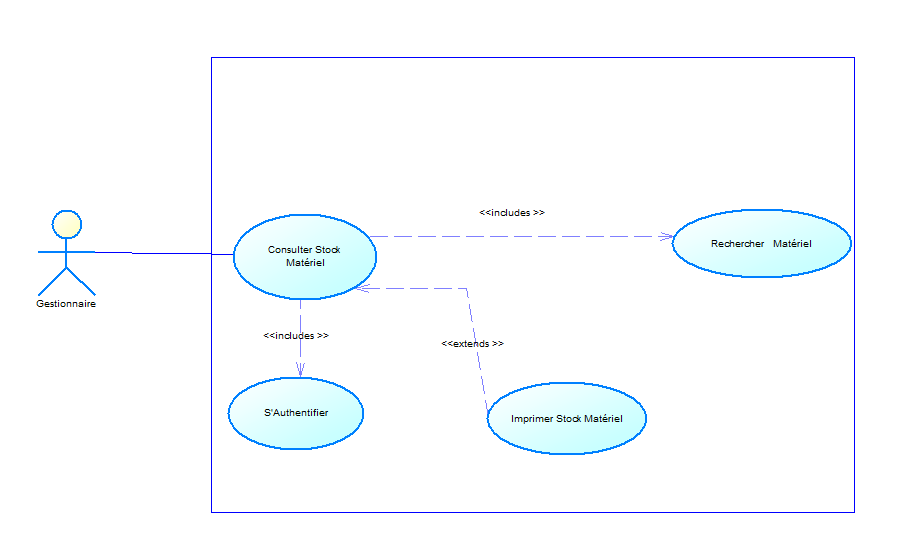 <<includes >>
Consulter Stock
Matériel
Rechercher Matériel
Gestionnaire
<<includes >>
<<extends >>
S'Authentifier
Imprimer Stock Matériel